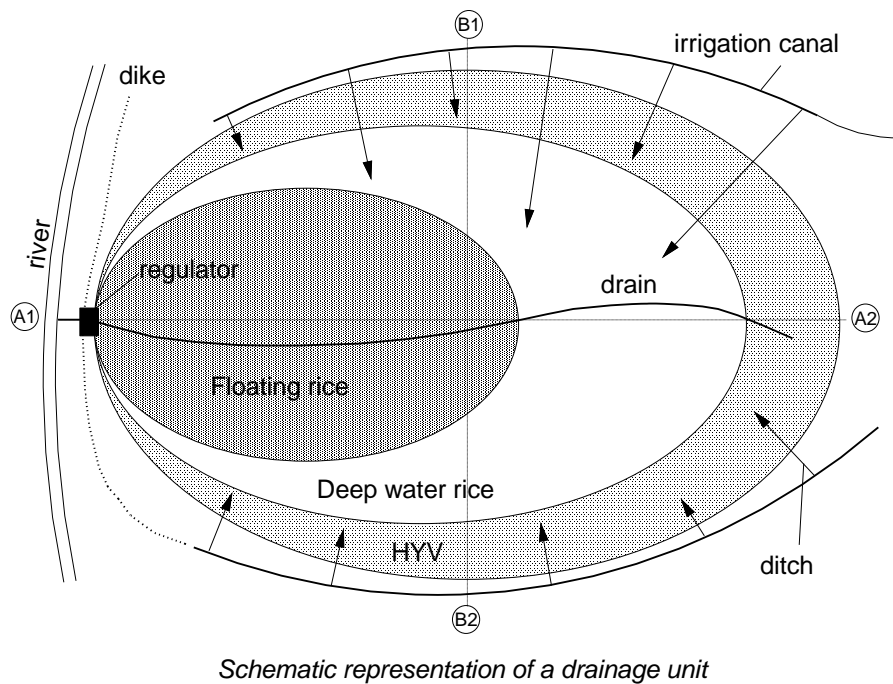 B1
irrigation canal
dike
river
regulator
drain
A1
A2
Floating rice
Deep water rice
HYV
ditch
B2
Schematic representation of a drainage unit